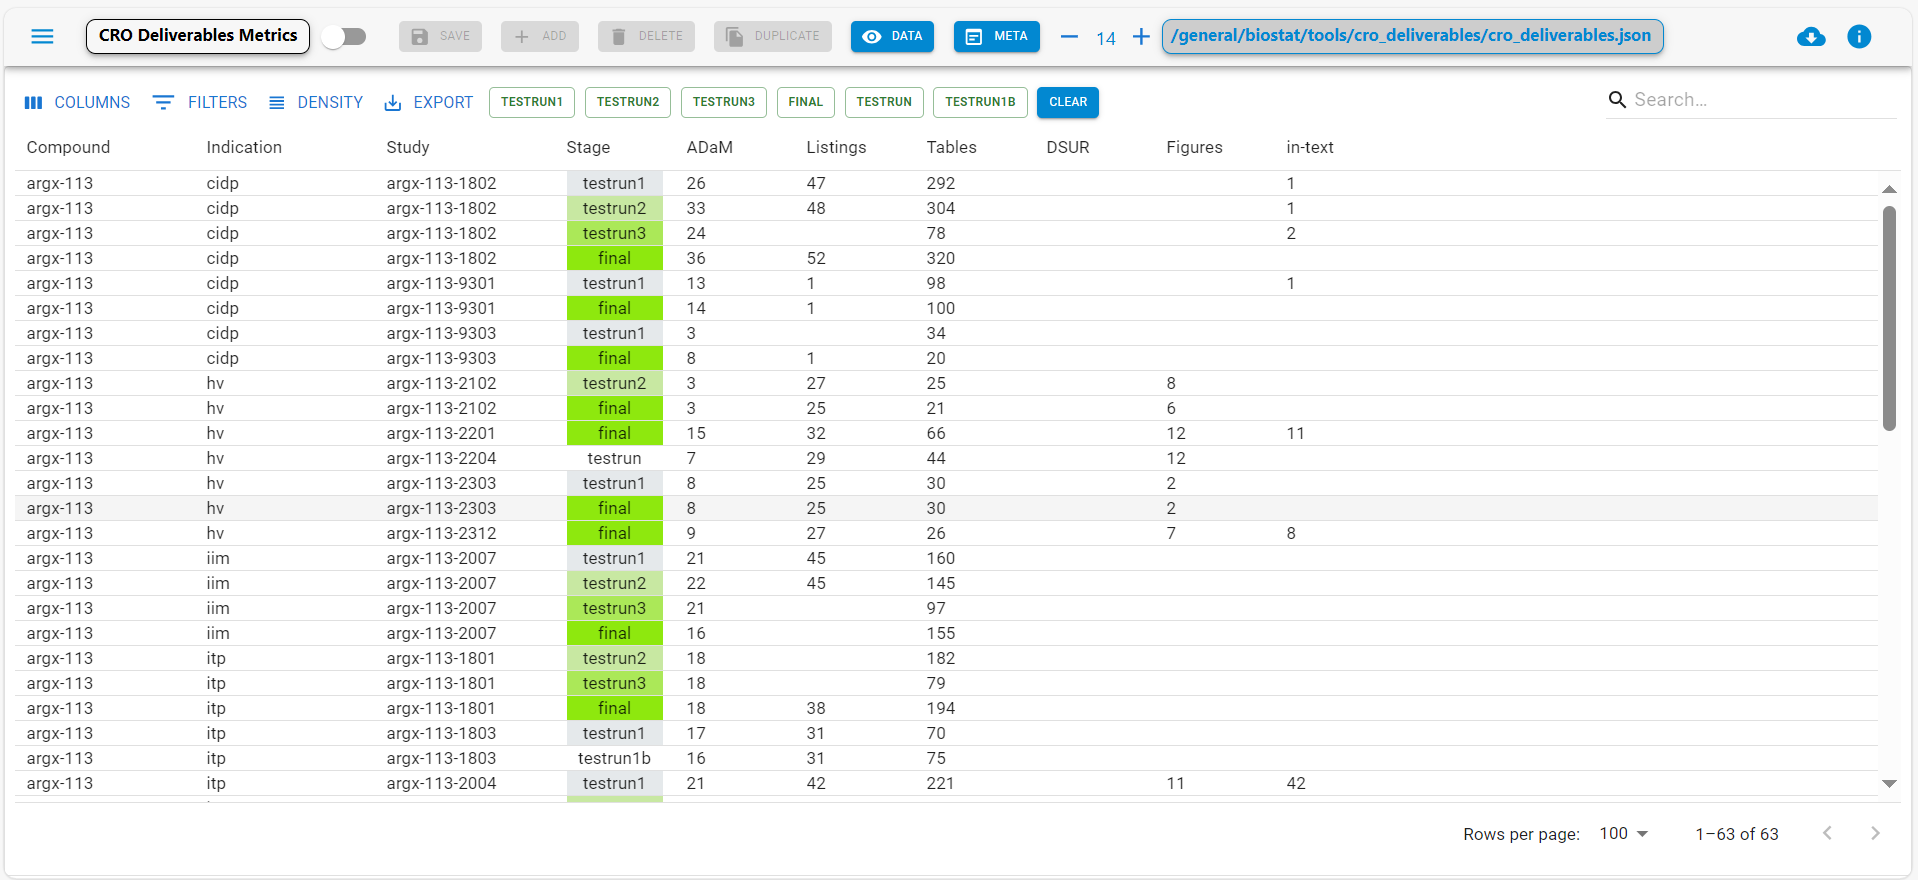 CRO Deliverables Metrics SAVE ADD DELETE DUPLICATE DATA META 14 /general/biostat/tools/cro_deliverables/cro_deliverables.json
COLUMNS FILTERS DENSITY EXPORT TESTRUN1 TESTRUN2 TESTRUN3 FINAL TESTRUN TESTRUN1B CLEAR Search...
Compound Indication Study Stage ADaM Listings Tables DSUR Figures in-text
argx-113 cidp argx-113-1802 testrun1 26 47 292 1
argx-113 cidp argx-113-1802 testrun2 33 48 304 1
argx-113 cidp argx-113-1802 testrun3 24 78 2
argx-113 cidp argx-113-1802 final 36 52 320
argx-113 cidp argx-113-9301 testrun1 13 1 98 1
argx-113 cidp argx-113-9301 final 14 1 100
argx-113 cidp argx-113-9303 testrun1 3 34
argx-113 cidp argx-113-9303 final 8 1 20
argx-113 hv argx-113-2102 testrun2 3 27 25 8
argx-113 hv argx-113-2102 final 3 25 21 6
argx-113 hv argx-113-2201 final 15 32 66 12 11
argx-113 hv argx-113-2204 testrun 7 29 44 12
argx-113 hv argx-113-2303 testrun1 8 25 30 2
argx-113 hv argx-113-2303 final 8 25 30 2
argx-113 hv argx-113-2312 final 9 27 26 7 8
argx-113 iim argx-113-2007 testrun1 21 45 160
argx-113 iim argx-113-2007 testrun2 22 45 145
argx-113 iim argx-113-2007 testrun3 21 97
argx-113 iim argx-113-2007 final 16 155
argx-113 itp argx-113-1801 testrun2 18 182
argx-113 itp argx-113-1801 testrun3 18 79
argx-113 itp argx-113-1801 final 18 38 194
argx-113 itp argx-113-1803 testrun1 17 31 70
argx-113 itp argx-113-1803 testrun1b 16 31 75
argx-113 itp argx-113-2004 testrun1 21 42 221 11 42
Rows per page: 100 1–63 of 63